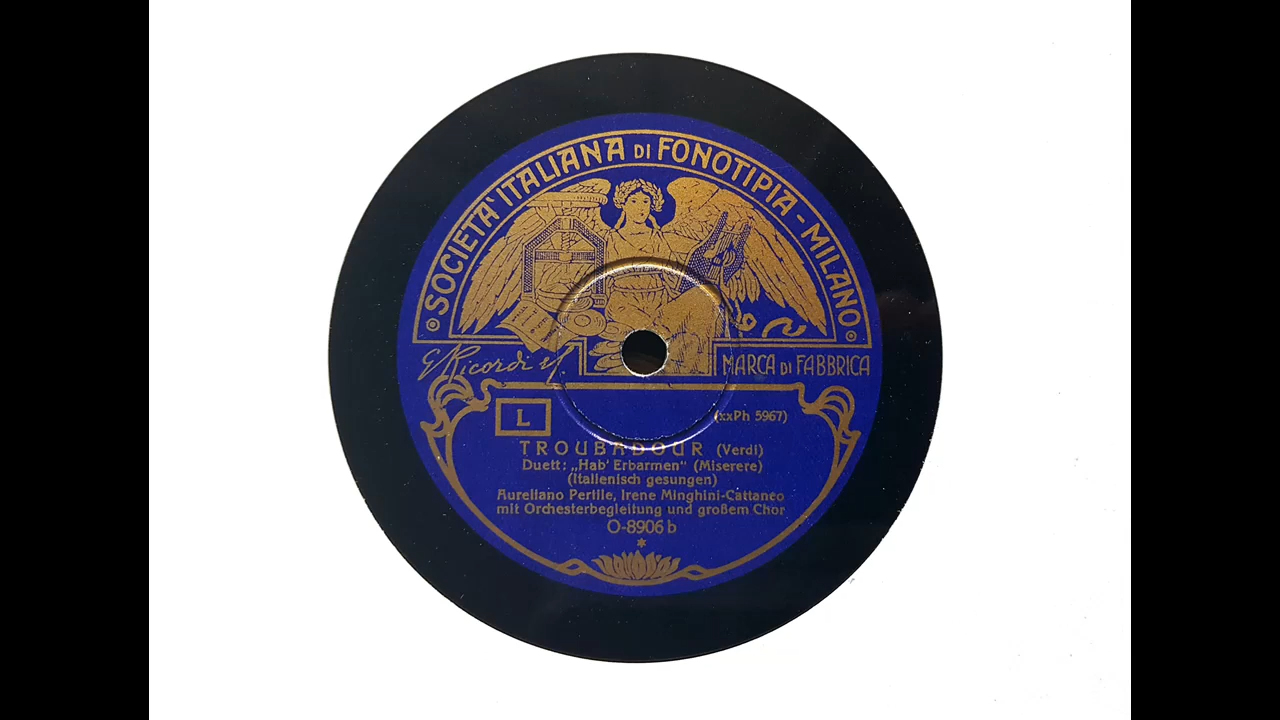 SOCIETA' ITALIANA DI FONOTIPIA - MILANO
G Ricordi
MARCA DI FABBRICA
L
(xxPh 5967)
TROUBADOUR (Verdi)
Duett: „Hab' Erbarmen" (Miserere)
(Italienisch gesungen)
Aureliano Pertile, Irene Minghini-Cattaneo
mit Orchesterbegleitung und großem Chor
O-8906 b
*